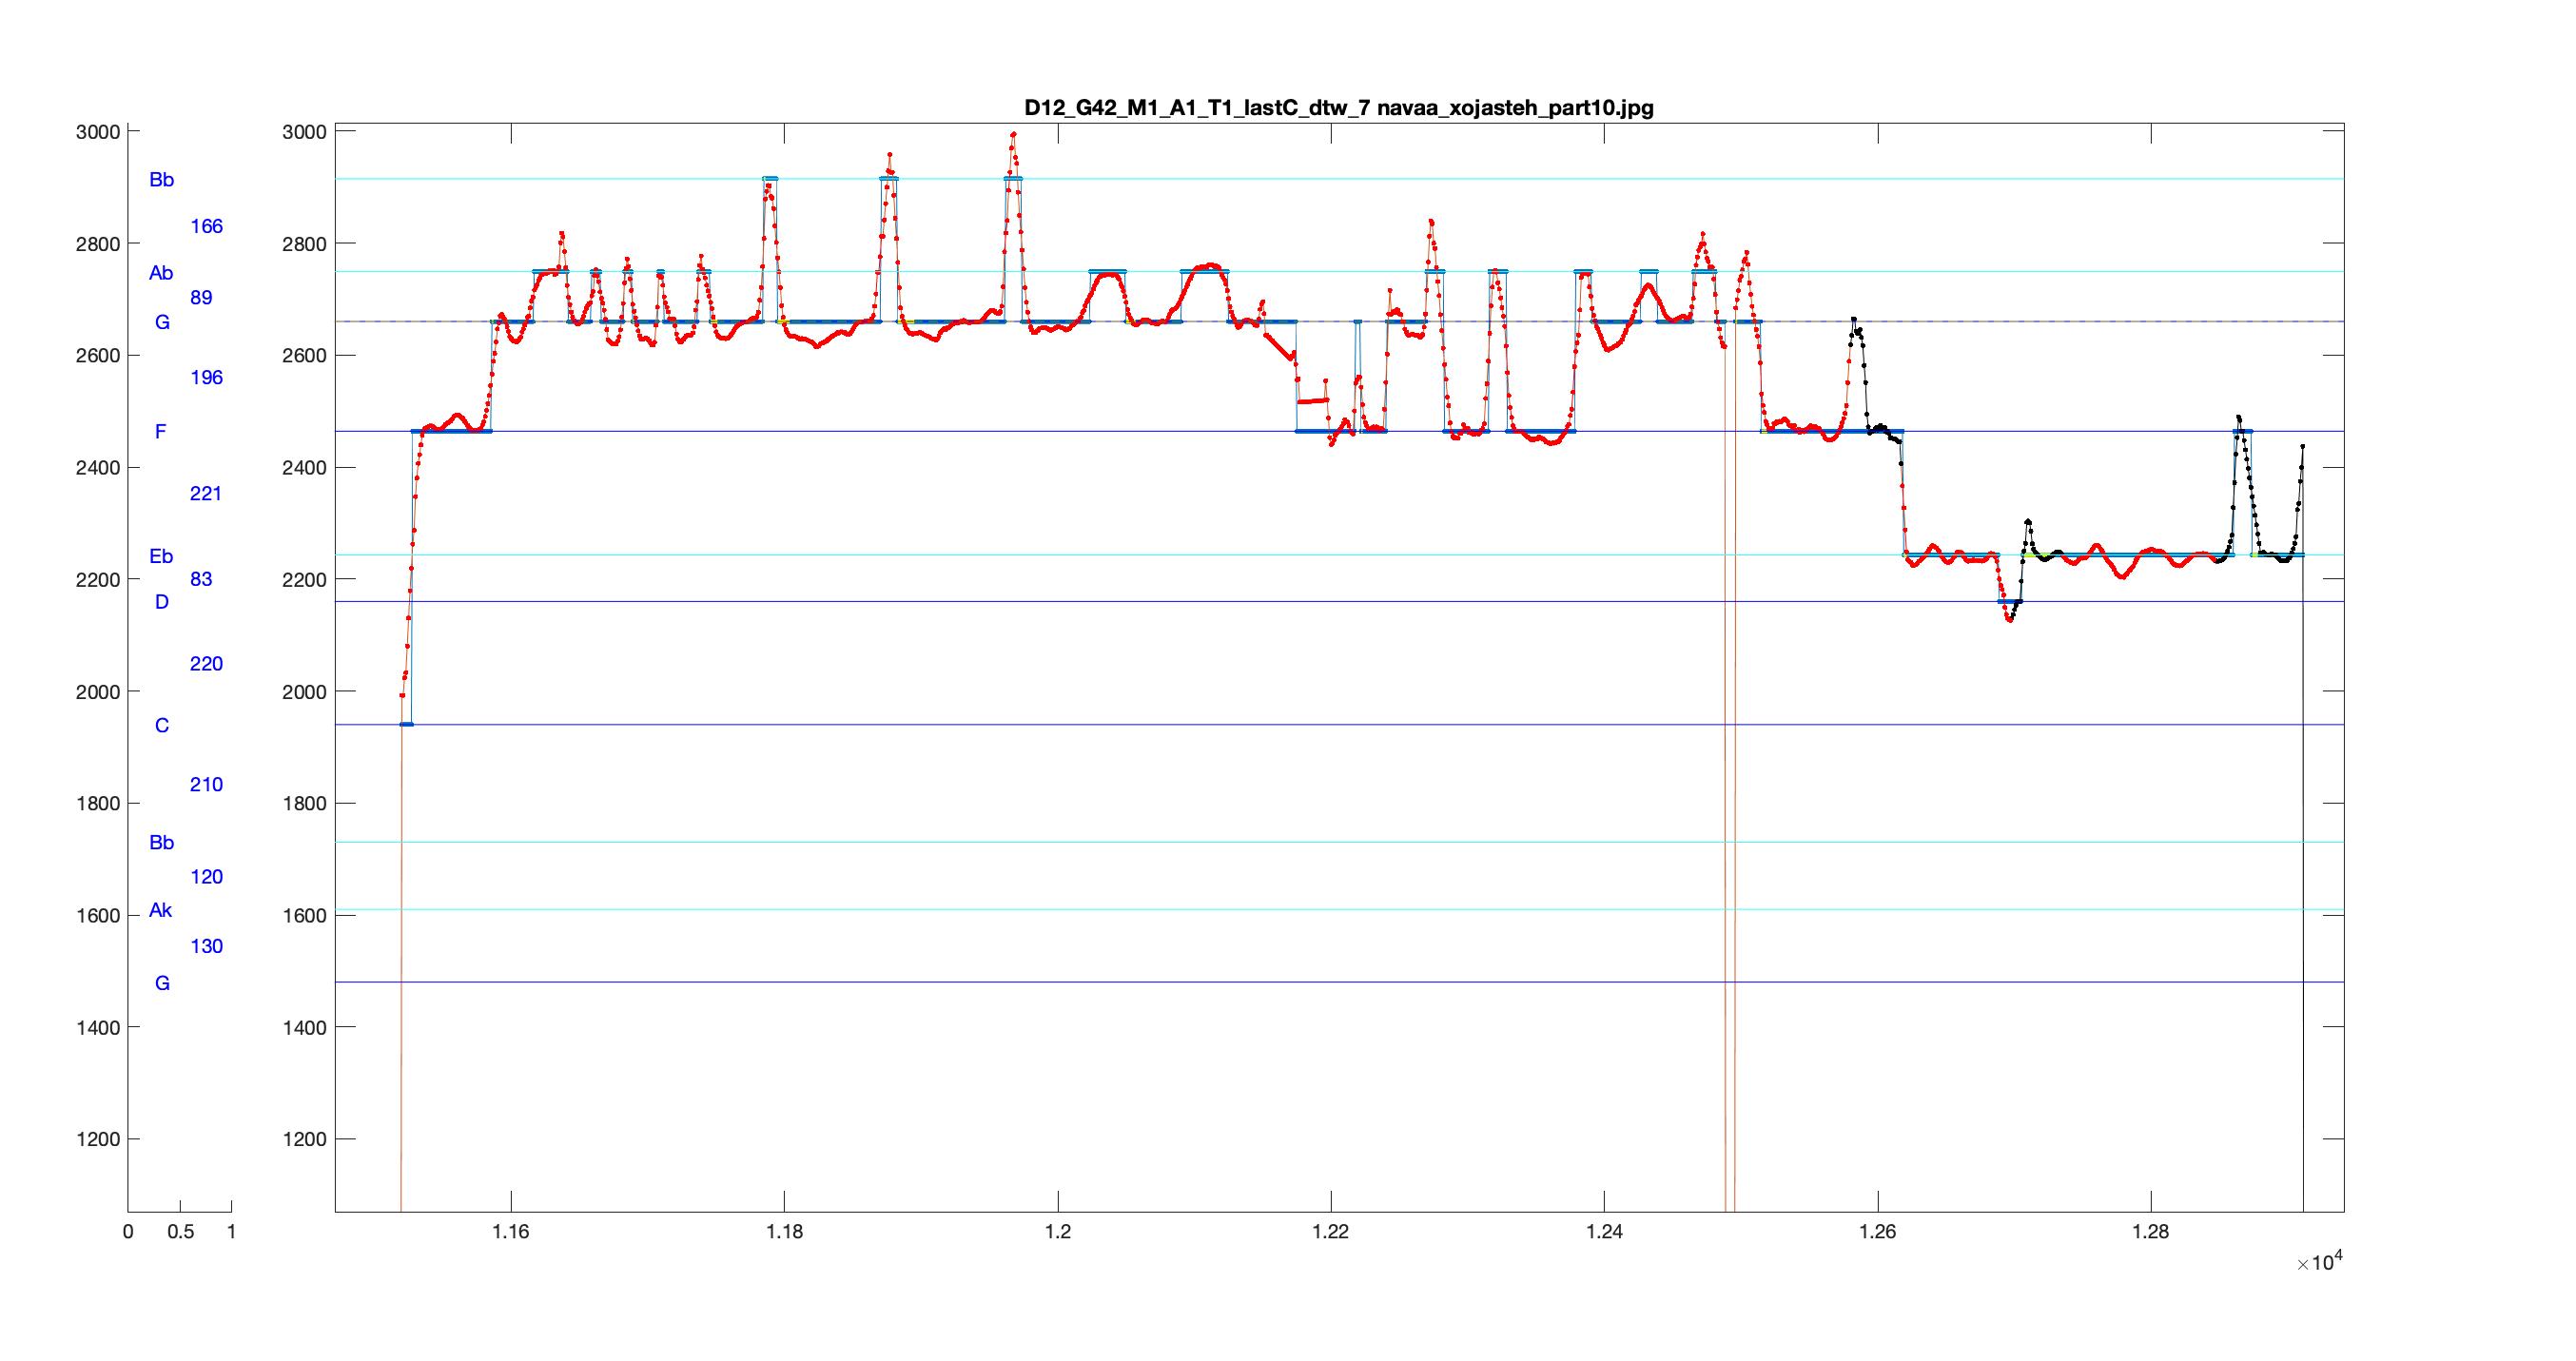 D12_G42_M1_A1_T1_lastC_dtw_7 navaa_xojasteh_part10.jpg
3000 3000
Bb
166
2800 2800
Ab
89
G
2600 2600
196
F
2400 2400
221
Eb
2200 83 2200
D
220
2000 2000
C
210
1800 1800
Bb
120
1600 Ak 1600
130
G
1400 1400
1200 1200
0 0.5 1 1.16 1.18 1.2 1.22 1.24 1.26 1.28
×10⁴